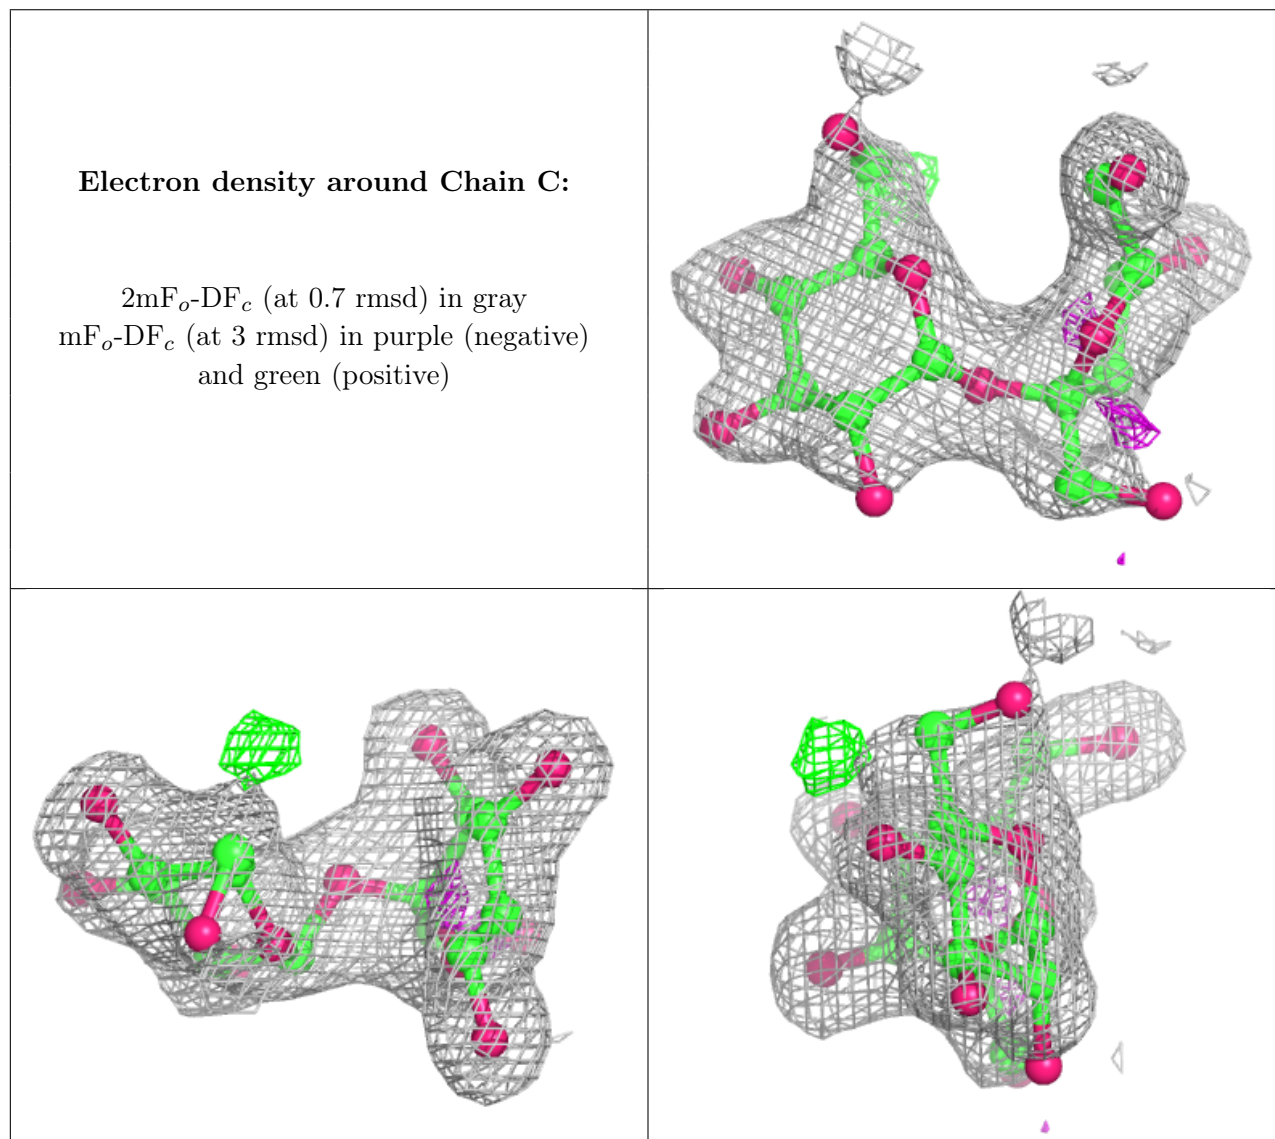 Electron density around Chain C:
2mFo-DFc (at 0.7 rmsd) in gray
mFo-DFc (at 3 rmsd) in purple (negative)
and green (positive)